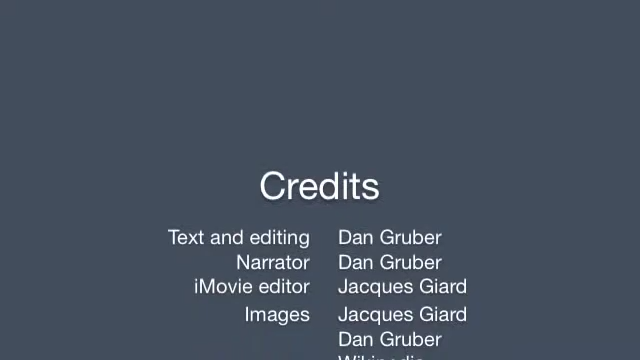 Credits
Text and editing Dan Gruber
Narrator Dan Gruber
iMovie editor Jacques Giard
Images Jacques Giard
Dan Gruber